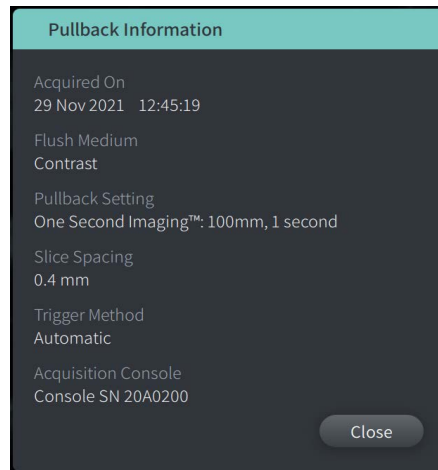 Pullback Information
Acquired On
29 Nov 2021 12:45:19
Flush Medium
Contrast
Pullback Setting
One Second Imaging™: 100mm, 1 second
Slice Spacing
0.4 mm
Trigger Method
Automatic
Acquisition Console
Console SN 20A0200
Close